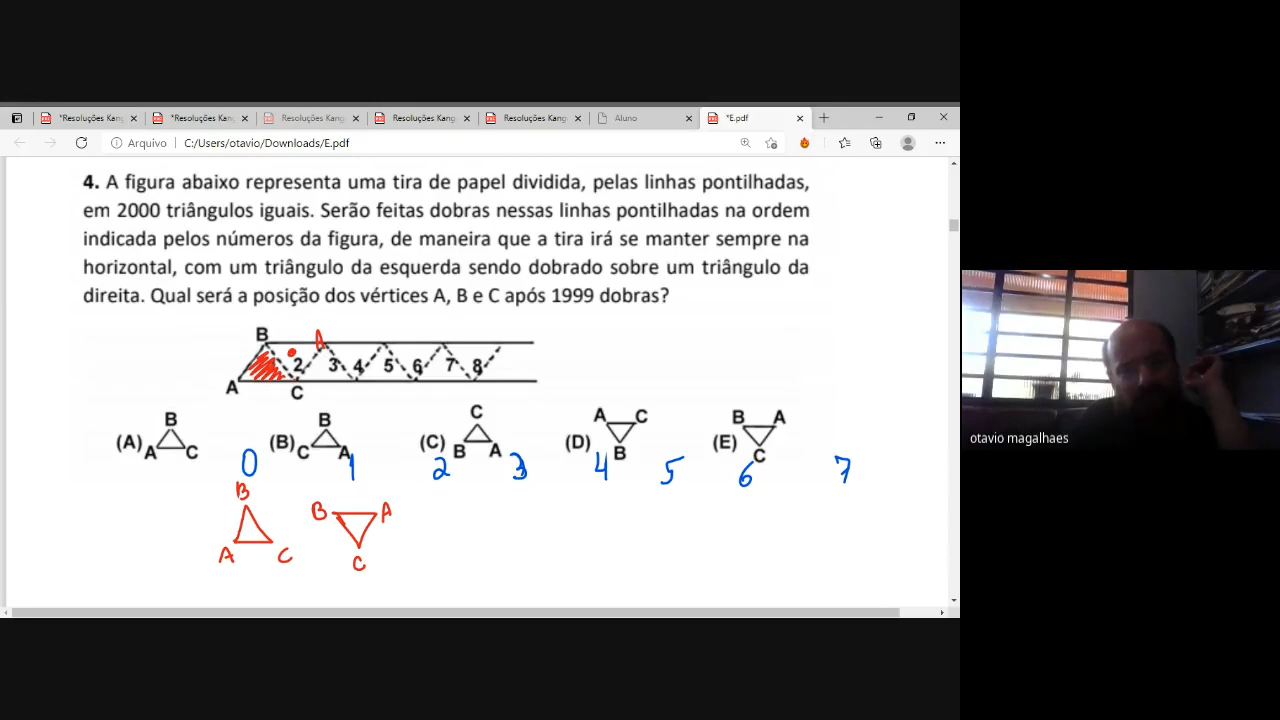 *Resoluções Kang
*Resoluções Kang
Resoluções Kang
Resoluções Kang
Resoluções Kang
Aluno
*E.pdf
Arquivo
C:/Users/otavio/Downloads/E.pdf
4. A figura abaixo representa uma tira de papel dividida, pelas linhas pontilhadas,
em 2000 triângulos iguais. Serão feitas dobras nessas linhas pontilhadas na ordem
indicada pelos números da figura, de maneira que a tira irá se manter sempre na
horizontal, com um triângulo da esquerda sendo dobrado sobre um triângulo da
direita. Qual será a posição dos vértices A, B e C após 1999 dobras?
B A
2 3 4 5 6 7 8
A C
B B C A C B A
(A) (B) (C) (D) (E)
A C C A B A B C
0 1 2 3 4 5 6 7
B
B A
A C C
otavio magalhaes